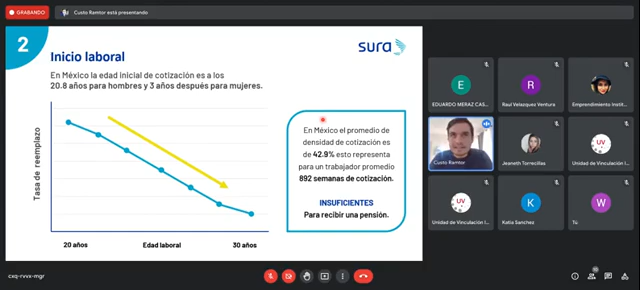 GRABANDO
Custo Ramtor está presentando
2
sura
Inicio laboral
En México la edad inicial de cotización es a los
20.8 años para hombres y 3 años después para mujeres.
Tasa de reemplazo
20 años
Edad laboral
30 años
En México el promedio de
densidad de cotización es
de 42.9% esto representa
para un trabajador promedio
892 semanas de cotización.
INSUFICIENTES
Para recibir una pensión.
E
EDUARDO MERAZ CAS...
R
Raul Velazquez Ventura
Emprendimiento Instit...
Custo Ramtor
Jeaneth Torrecillas
UV
Unidad de Vinculación I...
UV
Unidad de Vinculación I...
K
Katia Sanchez
W
Tú
cxq-rvvx-mgr